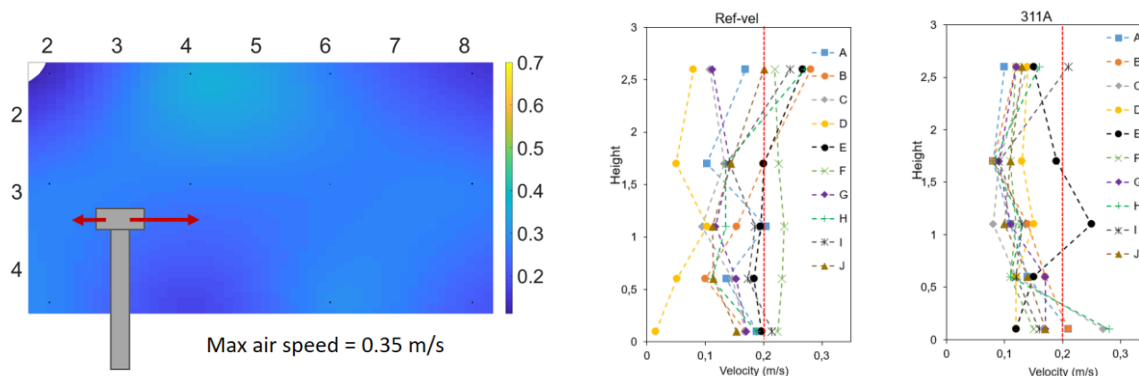 2 3 4 5 6 7 8
2
3
4
0.7
0.6
0.5
0.4
0.3
0.2
Max air speed = 0.35 m/s
Ref-vel
3
2,5
2
1,5
1
0,5
0
Height
0 0,1 0,2 0,3
Velocity (m/s)
A
B
C
D
E
F
G
H
I
J
311A
3
2,5
2
1,5
1
0,5
0
Height
0 0,1 0,2 0,3
Velocity (m/s)
A
B
C
D
E
F
G
H
I
J